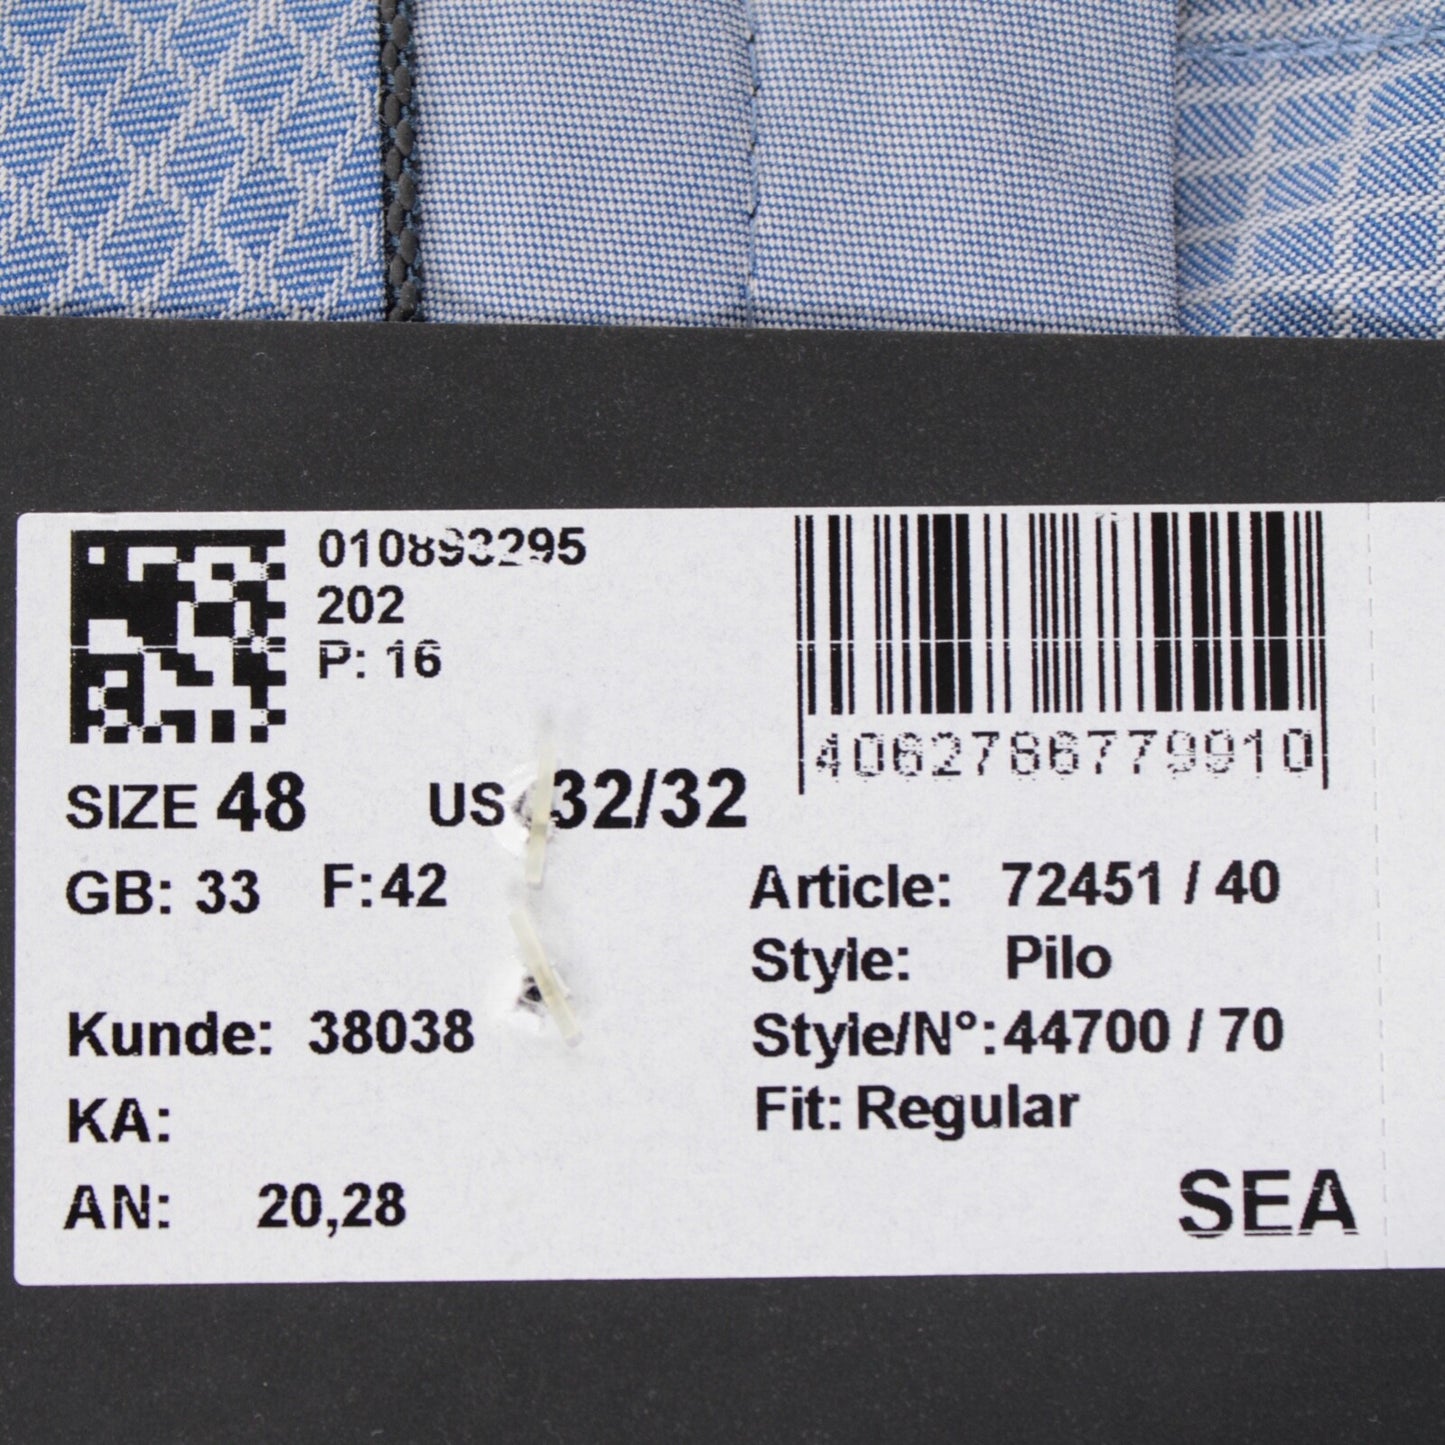 010893295
202
P: 16
4062786779910
SIZE 48 US 32/32
GB: 33 F:42
Article: 72451 / 40
Style: Pilo
Kunde: 38038
Style/N°:44700 / 70
KA:
Fit: Regular
AN: 20,28
SEA